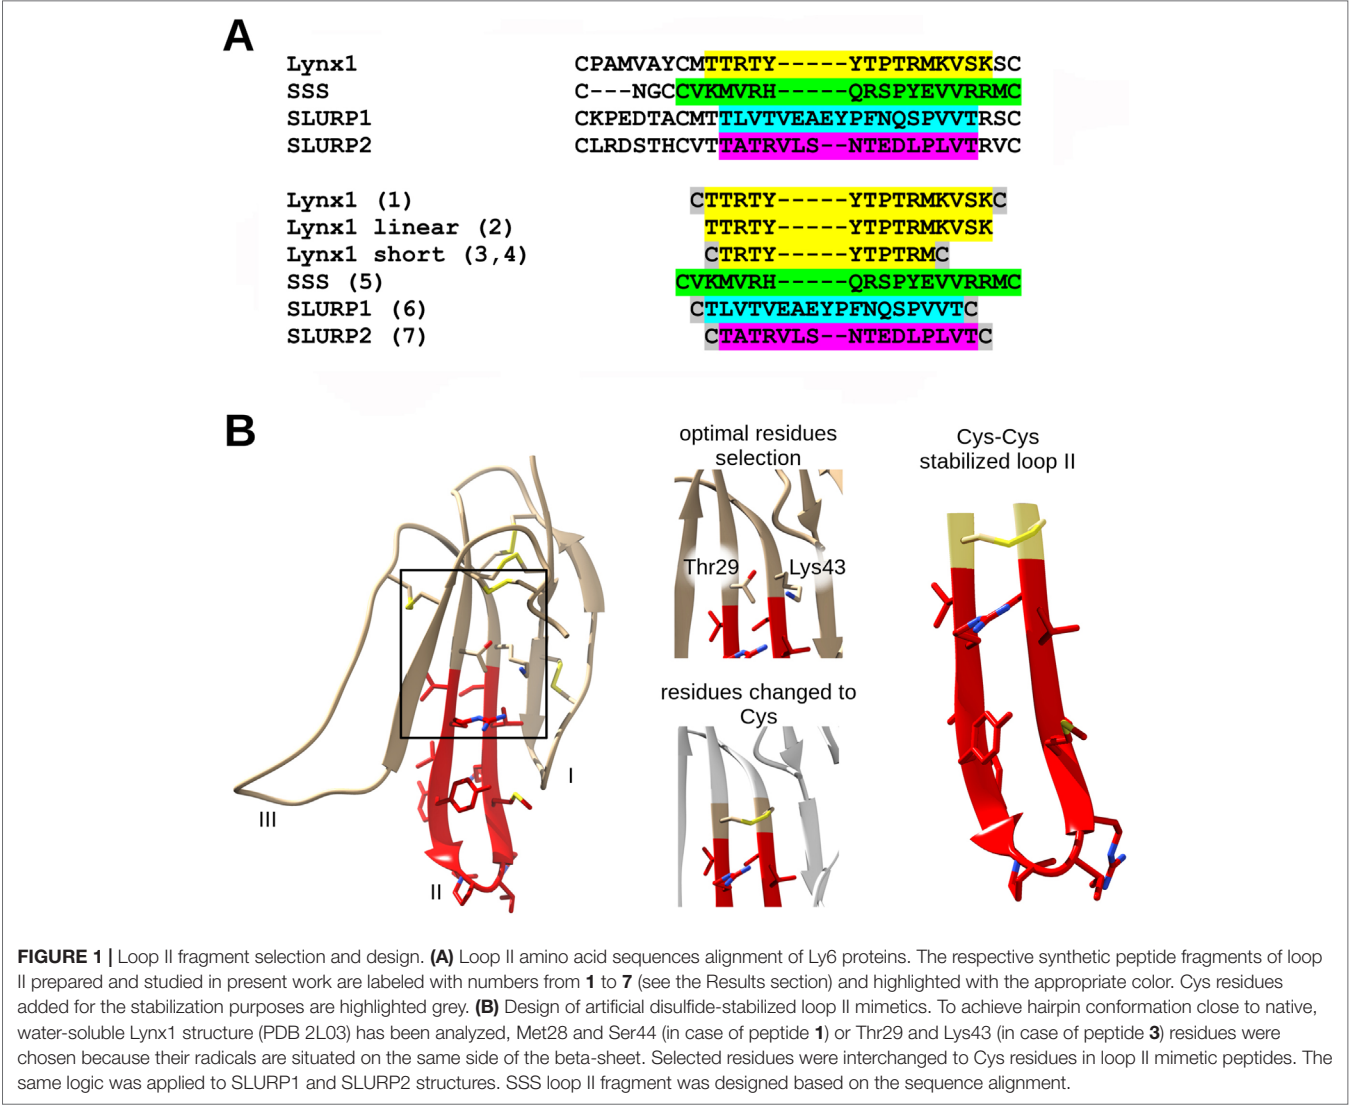 A
Lynx1 CPAMVAYCMTTRTY-----YTPTRMKVSKSC
SSS C---NGCCVKMVRH-----QRSPYEVVRRMC
SLURP1 CKPEDTACMTTLVTVEAEYPFNQSPVVTRSC
SLURP2 CLRDSTHCVTTATRVLS--NTEDLPLVTRVC
Lynx1 (1) CTTRTY-----YTPTRMKVSKC
Lynx1 linear (2) TTRTY-----YTPTRMKVSK
Lynx1 short (3,4) CTRTY-----YTPTRMC
SSS (5) CVKMVRH-----QRSPYEVVRRMC
SLURP1 (6) CTLVTVEAEYPFNQSPVVTC
SLURP2 (7) CTATRVLS--NTEDLPLVTC
B
optimal residues
selection
Thr29
Lys43
residues changed to
Cys
Cys-Cys
stabilized loop II
I
III
II
FIGURE 1 | Loop II fragment selection and design. (A) Loop II amino acid sequences alignment of Ly6 proteins. The respective synthetic peptide fragments of loop
II prepared and studied in present work are labeled with numbers from 1 to 7 (see the Results section) and highlighted with the appropriate color. Cys residues
added for the stabilization purposes are highlighted grey. (B) Design of artificial disulfide-stabilized loop II mimetics. To achieve hairpin conformation close to native,
water-soluble Lynx1 structure (PDB 2L03) has been analyzed, Met28 and Ser44 (in case of peptide 1) or Thr29 and Lys43 (in case of peptide 3) residues were
chosen because their radicals are situated on the same side of the beta-sheet. Selected residues were interchanged to Cys residues in loop II mimetic peptides. The
same logic was applied to SLURP1 and SLURP2 structures. SSS loop II fragment was designed based on the sequence alignment.